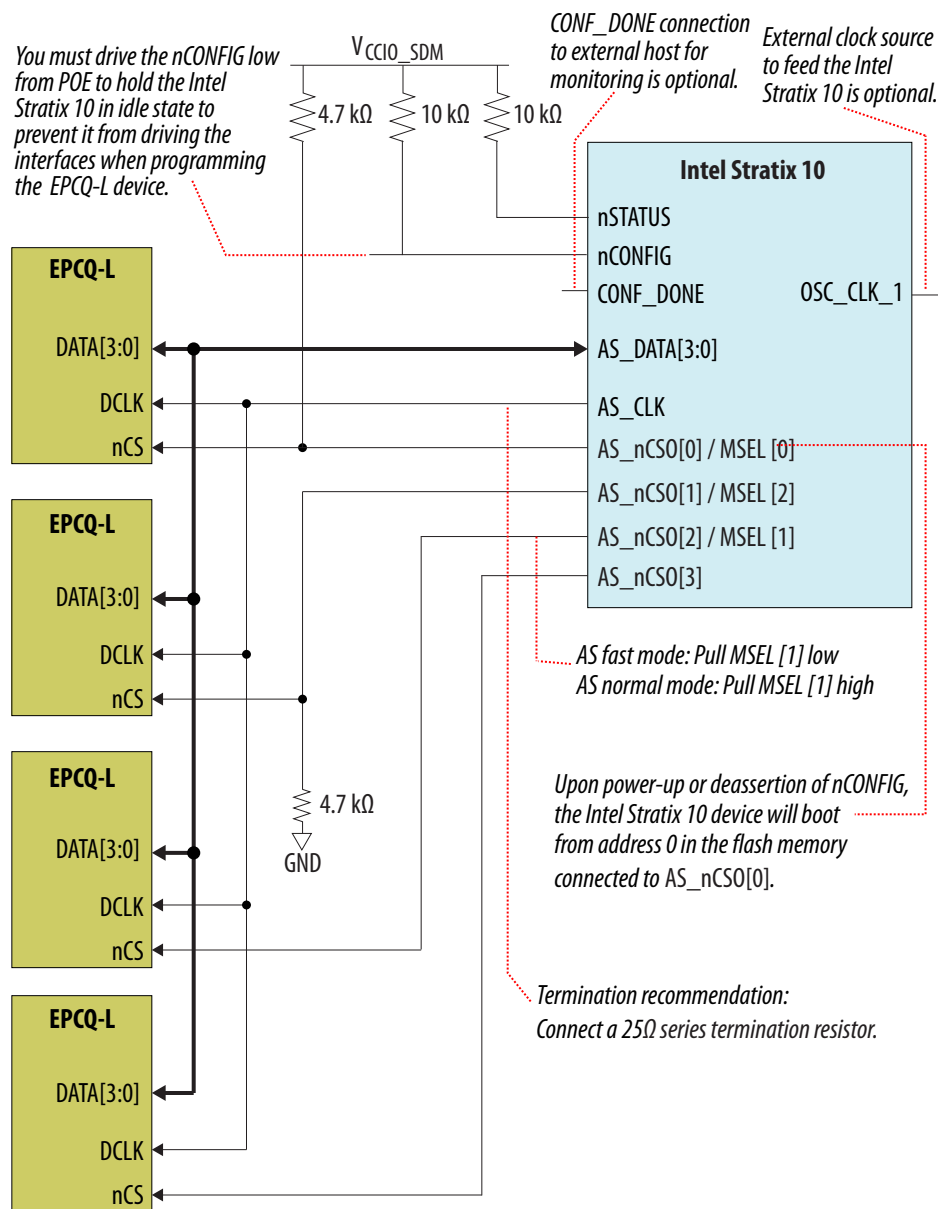 You must drive the nCONFIG low
from POE to hold the Intel
Stratix 10 in idle state to
prevent it from driving the
interfaces when programming
the EPCQ-L device.
VCCIO_SDM
4.7 kΩ
10 kΩ
10 kΩ
CONF_DONE connection
to external host for
monitoring is optional.
External clock source
to feed the Intel
Stratix 10 is optional.
Intel Stratix 10
nSTATUS
nCONFIG
CONF_DONE
OSC_CLK_1
AS_DATA[3:0]
AS_CLK
AS_nCSO[0] / MSEL [0]
AS_nCSO[1] / MSEL [2]
AS_nCSO[2] / MSEL [1]
AS_nCSO[3]
EPCQ-L
DATA[3:0]
DCLK
nCS
EPCQ-L
DATA[3:0]
DCLK
nCS
EPCQ-L
DATA[3:0]
DCLK
nCS
EPCQ-L
DATA[3:0]
DCLK
nCS
4.7 kΩ
GND
AS fast mode: Pull MSEL [1] low
AS normal mode: Pull MSEL [1] high
Upon power-up or deassertion of nCONFIG,
the Intel Stratix 10 device will boot
from address 0 in the flash memory
connected to AS_nCSO[0].
Termination recommendation:
Connect a 25Ω series termination resistor.